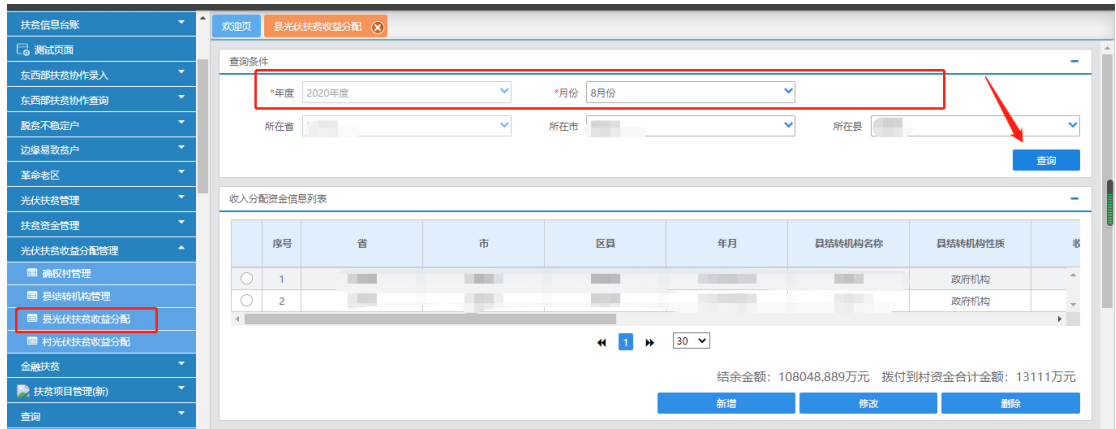 扶贫信息台账
测试页面
东西部扶贫协作录入
东西部扶贫协作查询
脱贫不稳定户
边缘易致贫户
革命老区
光伏扶贫管理
扶贫资金管理
光伏扶贫收益分配管理
确权村管理
县结转机构管理
县光伏扶贫收益分配
村光伏扶贫收益分配
金融扶贫
扶贫项目管理(新)
查询
欢迎页 县光伏扶贫收益分配
查询条件
*年度 2020年度 *月份 8月份
所在省 所在市 所在县
查询
收入分配资金信息列表
序号 省 市 区县 年月 县结转机构名称 县结转机构性质
1 政府机构
2 政府机构
1 30
结余金额：108048.889万元 拨付到村资金合计金额：13111万元
新增 修改 删除